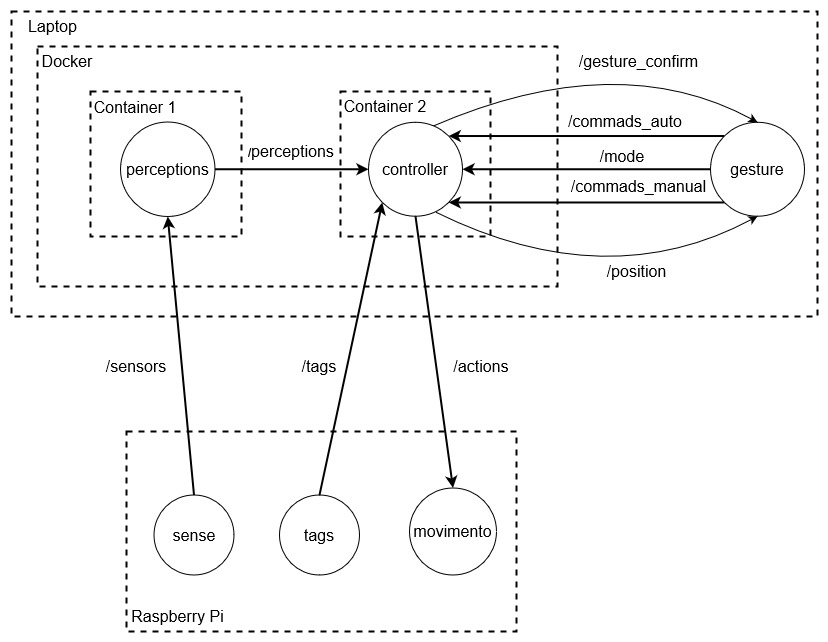 Laptop
Docker
/gesture_confirm
Container 1
Container 2
/commads_auto
/perceptions
/mode
perceptions
controller
gesture
/commads_manual
/position
/sensors
/tags
/actions
sense
tags
movimento
Raspberry Pi